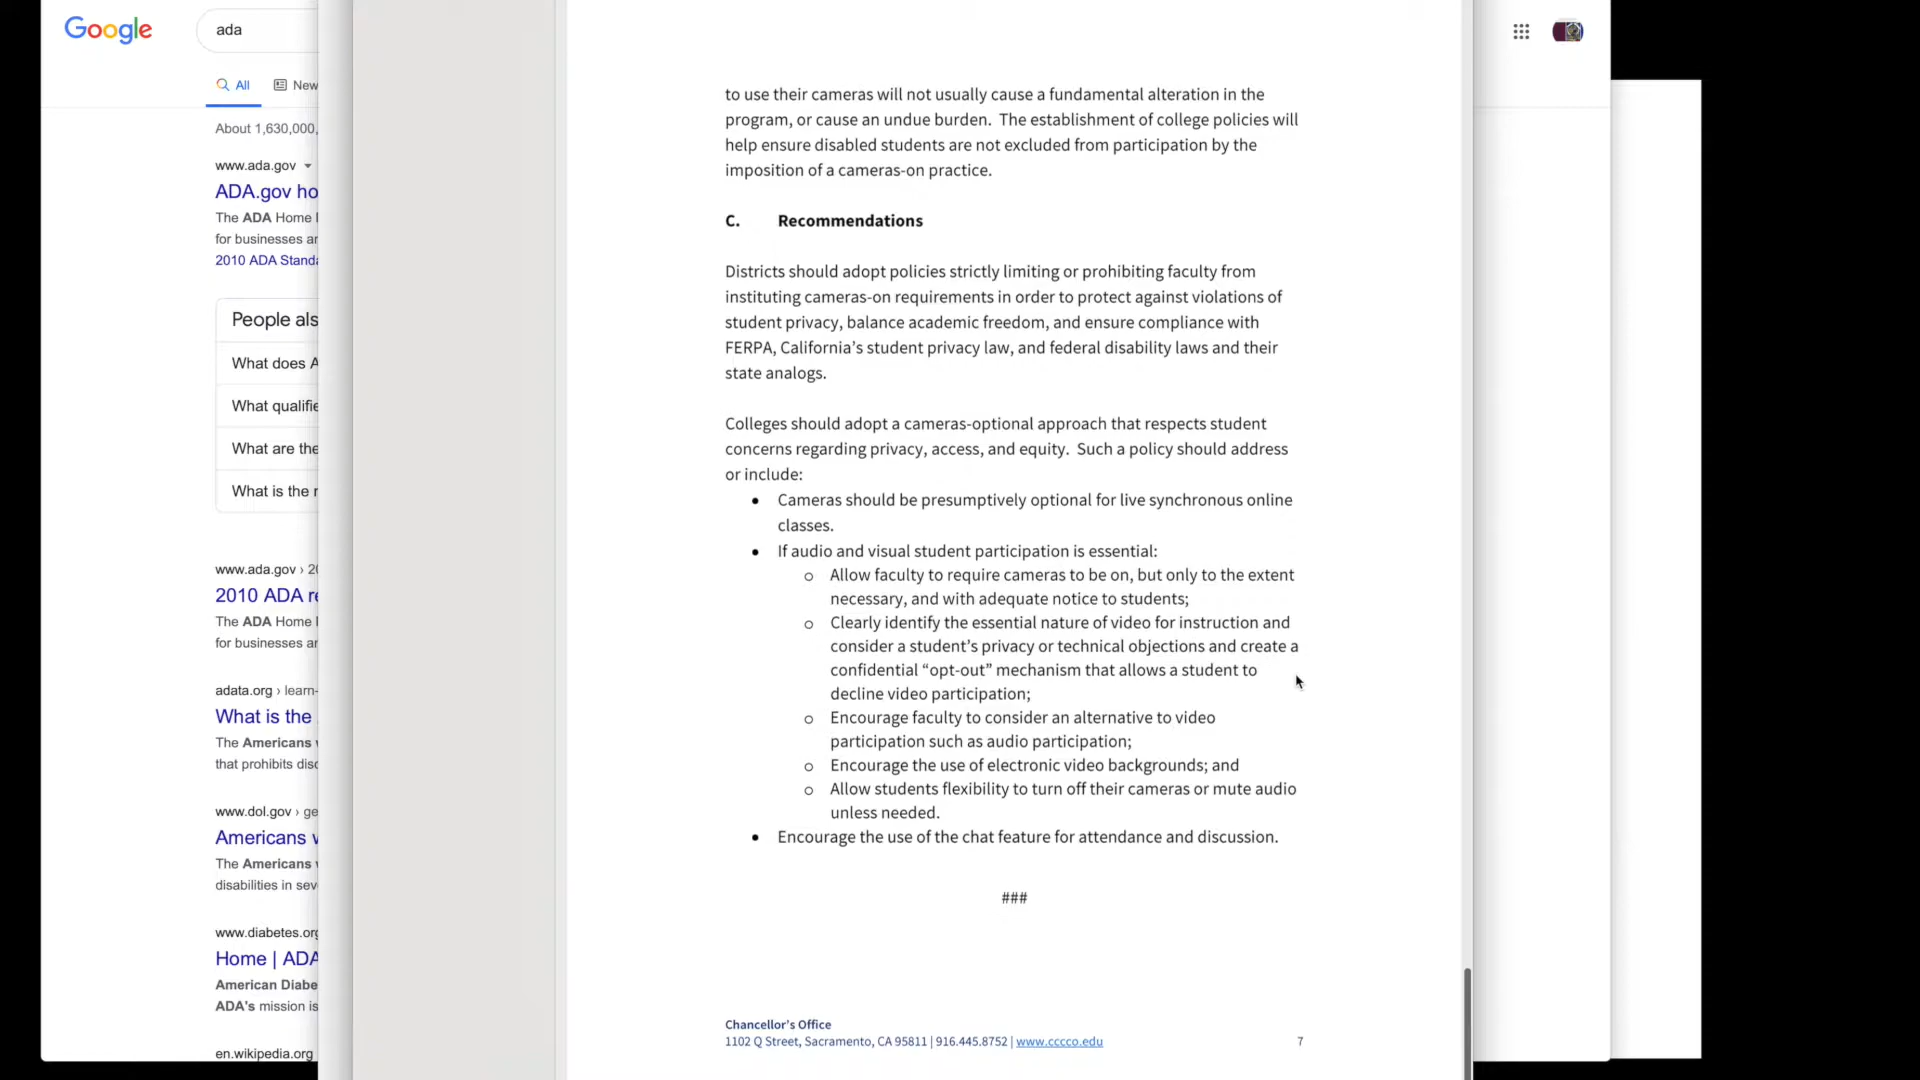 Google
ada
All
New
About 1,630,000,
www.ada.gov
ADA.gov ho
The ADA Home
for businesses ar
2010 ADA Standa
People als
What does A
What qualifie
What are the
What is the r
www.ada.gov › 20
2010 ADA re
The ADA Home
for businesses ar
adata.org › learn-
What is the
The Americans w
that prohibits disc
www.dol.gov › ge
Americans w
The Americans w
disabilities in sev
www.diabetes.org
Home | ADA
American Diabe
ADA's mission is
en.wikipedia.org
to use their cameras will not usually cause a fundamental alteration in the
program, or cause an undue burden. The establishment of college policies will
help ensure disabled students are not excluded from participation by the
imposition of a cameras-on practice.
C. Recommendations
Districts should adopt policies strictly limiting or prohibiting faculty from
instituting cameras-on requirements in order to protect against violations of
student privacy, balance academic freedom, and ensure compliance with
FERPA, California’s student privacy law, and federal disability laws and their
state analogs.
Colleges should adopt a cameras-optional approach that respects student
concerns regarding privacy, access, and equity. Such a policy should address
or include:
• Cameras should be presumptively optional for live synchronous online
classes.
• If audio and visual student participation is essential:
o Allow faculty to require cameras to be on, but only to the extent
necessary, and with adequate notice to students;
o Clearly identify the essential nature of video for instruction and
consider a student’s privacy or technical objections and create a
confidential “opt-out” mechanism that allows a student to
decline video participation;
o Encourage faculty to consider an alternative to video
participation such as audio participation;
o Encourage the use of electronic video backgrounds; and
o Allow students flexibility to turn off their cameras or mute audio
unless needed.
• Encourage the use of the chat feature for attendance and discussion.
###
Chancellor’s Office
1102 Q Street, Sacramento, CA 95811 | 916.445.8752 | www.cccco.edu
7